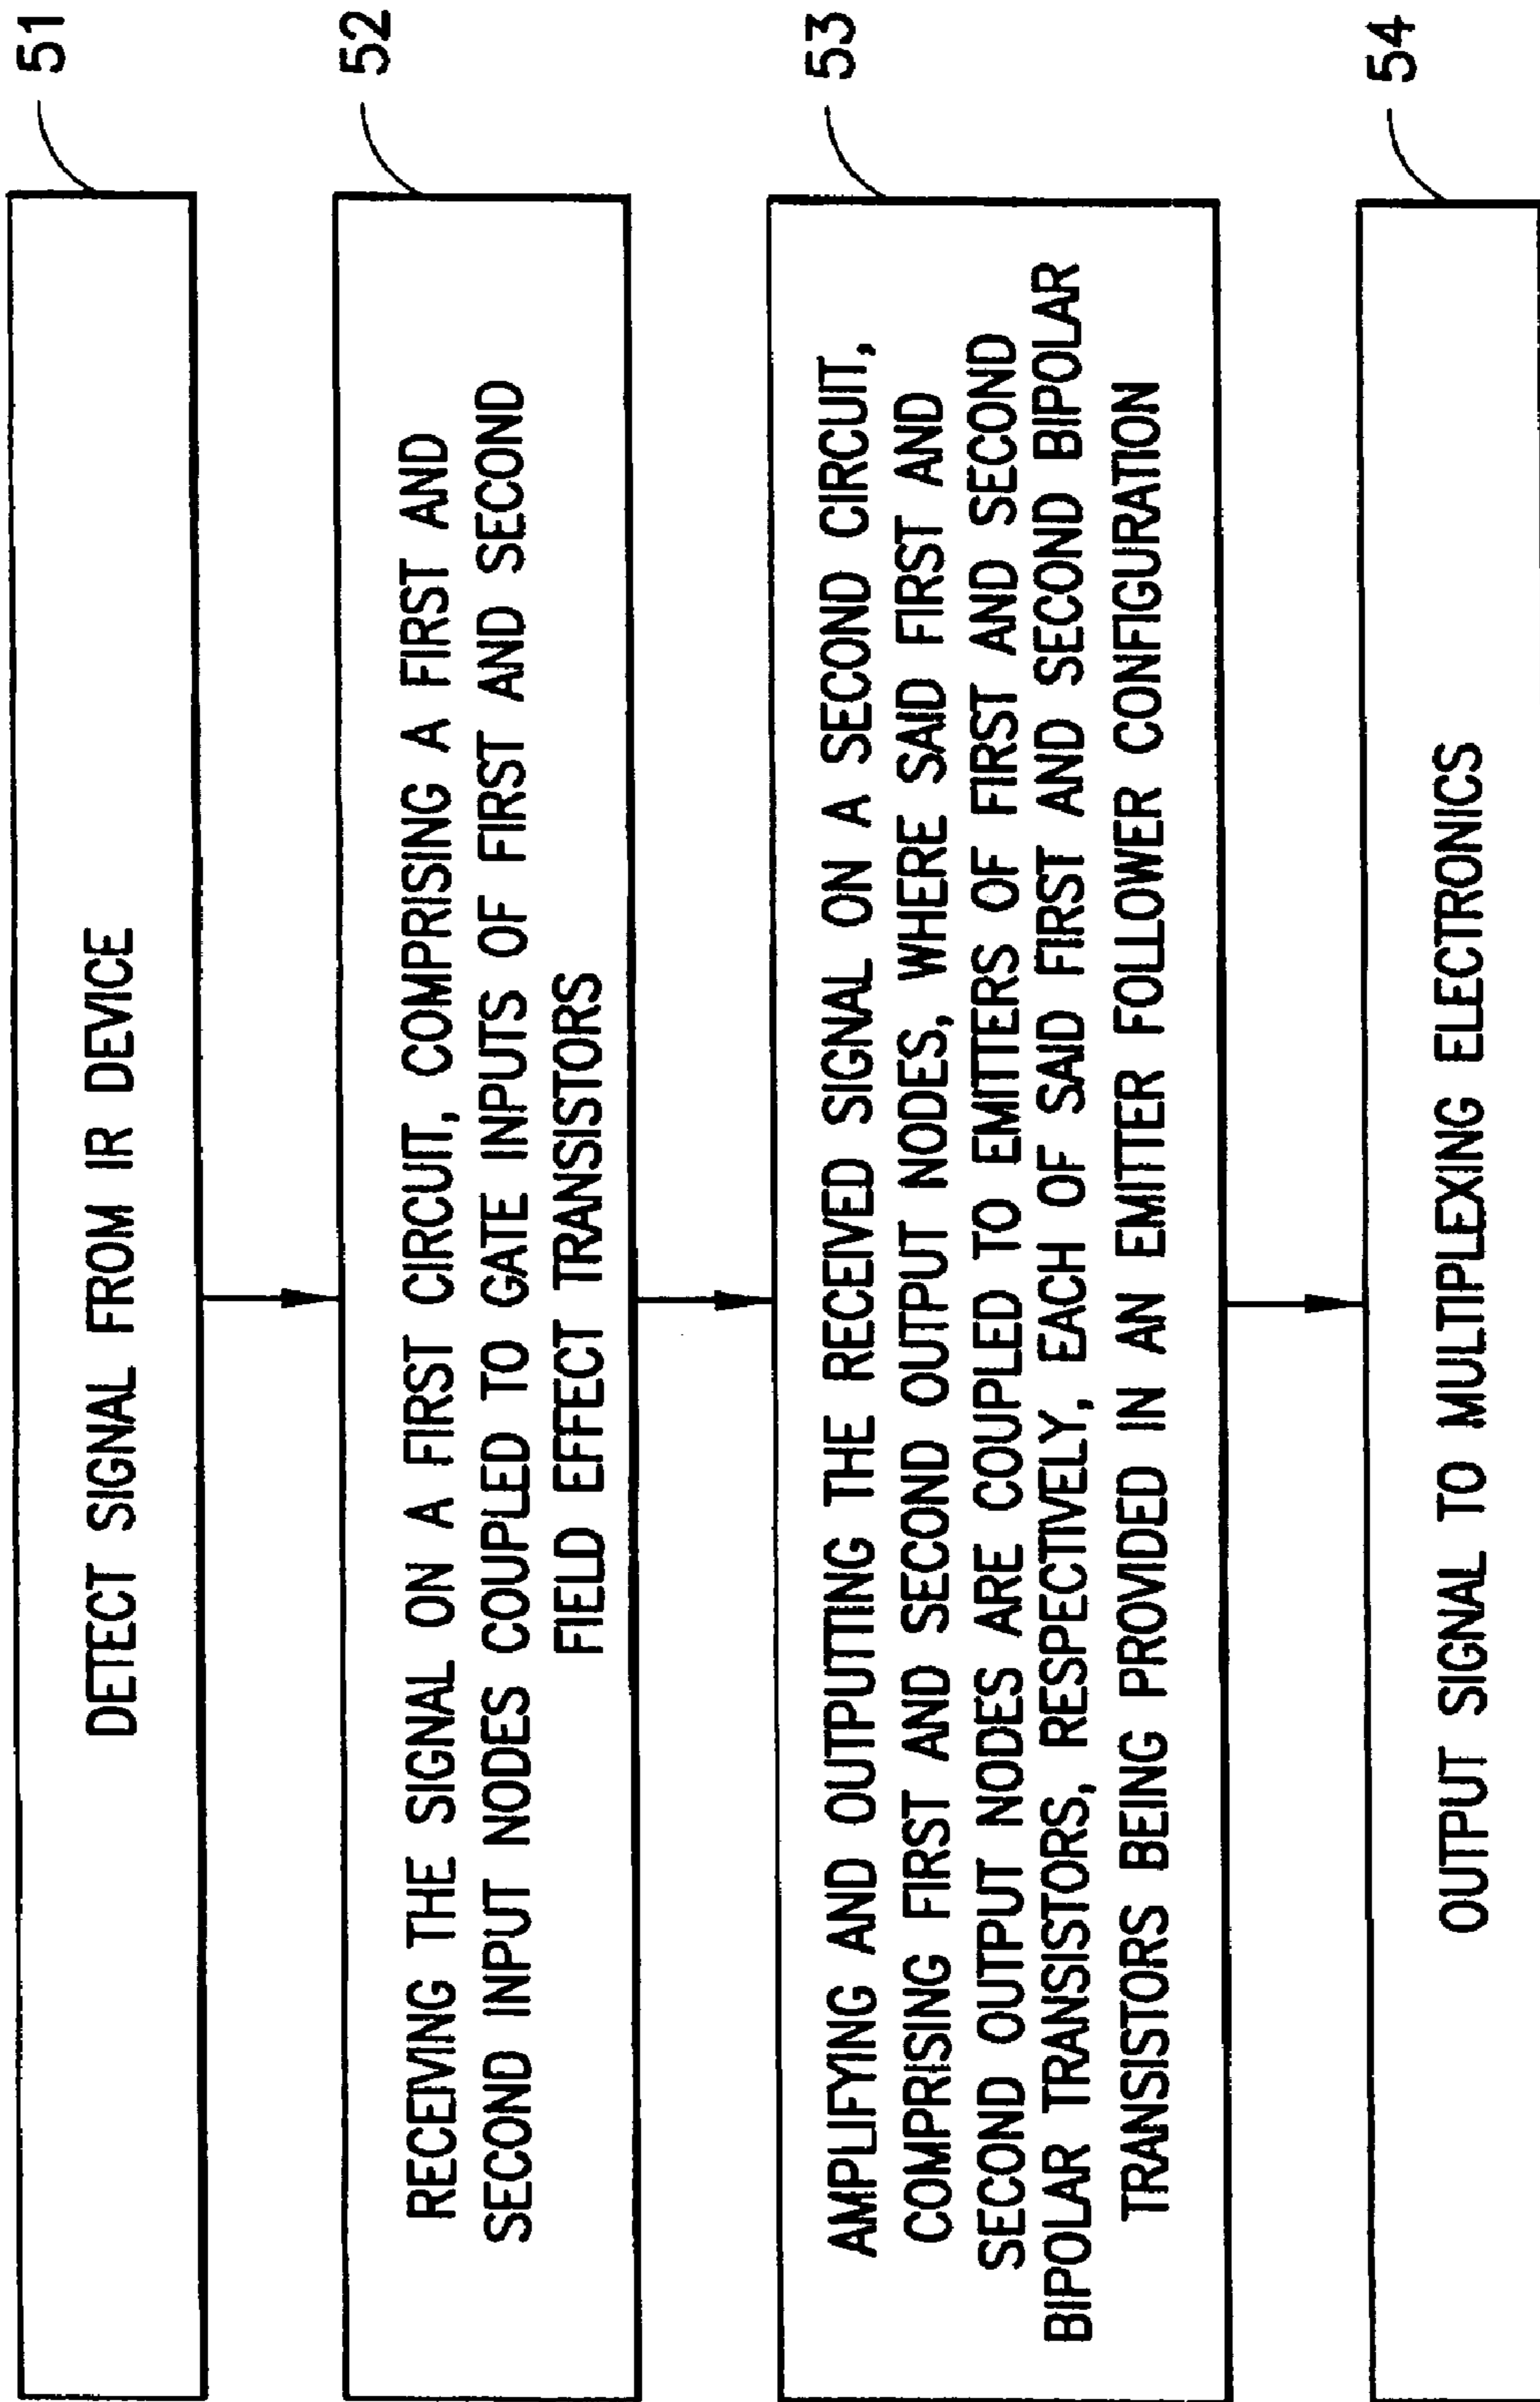 51
DETECT SIGNAL FROM IR DEVICE
52
RECEIVING THE SIGNAL ON A FIRST CIRCUIT, COMPRISING A FIRST AND
SECOND INPUT NODES COUPLED TO GATE INPUTS OF FIRST AND SECOND
FIELD EFFECT TRANSISTORS
53
AMPLIFYING AND OUTPUTTING THE RECEIVED SIGNAL ON A SECOND CIRCUIT,
COMPRISING FIRST AND SECOND OUTPUT NODES, WHERE SAID FIRST AND
SECOND OUTPUT NODES ARE COUPLED TO EMITTERS OF FIRST AND SECOND
BIPOLAR TRANSISTORS, RESPECTIVELY, EACH OF SAID FIRST AND SECOND BIPOLAR
TRANSISTORS BEING PROVIDED IN AN EMITTER FOLLOWER CONFIGURATION
54
OUTPUT SIGNAL TO MULTIPLEXING ELECTRONICS